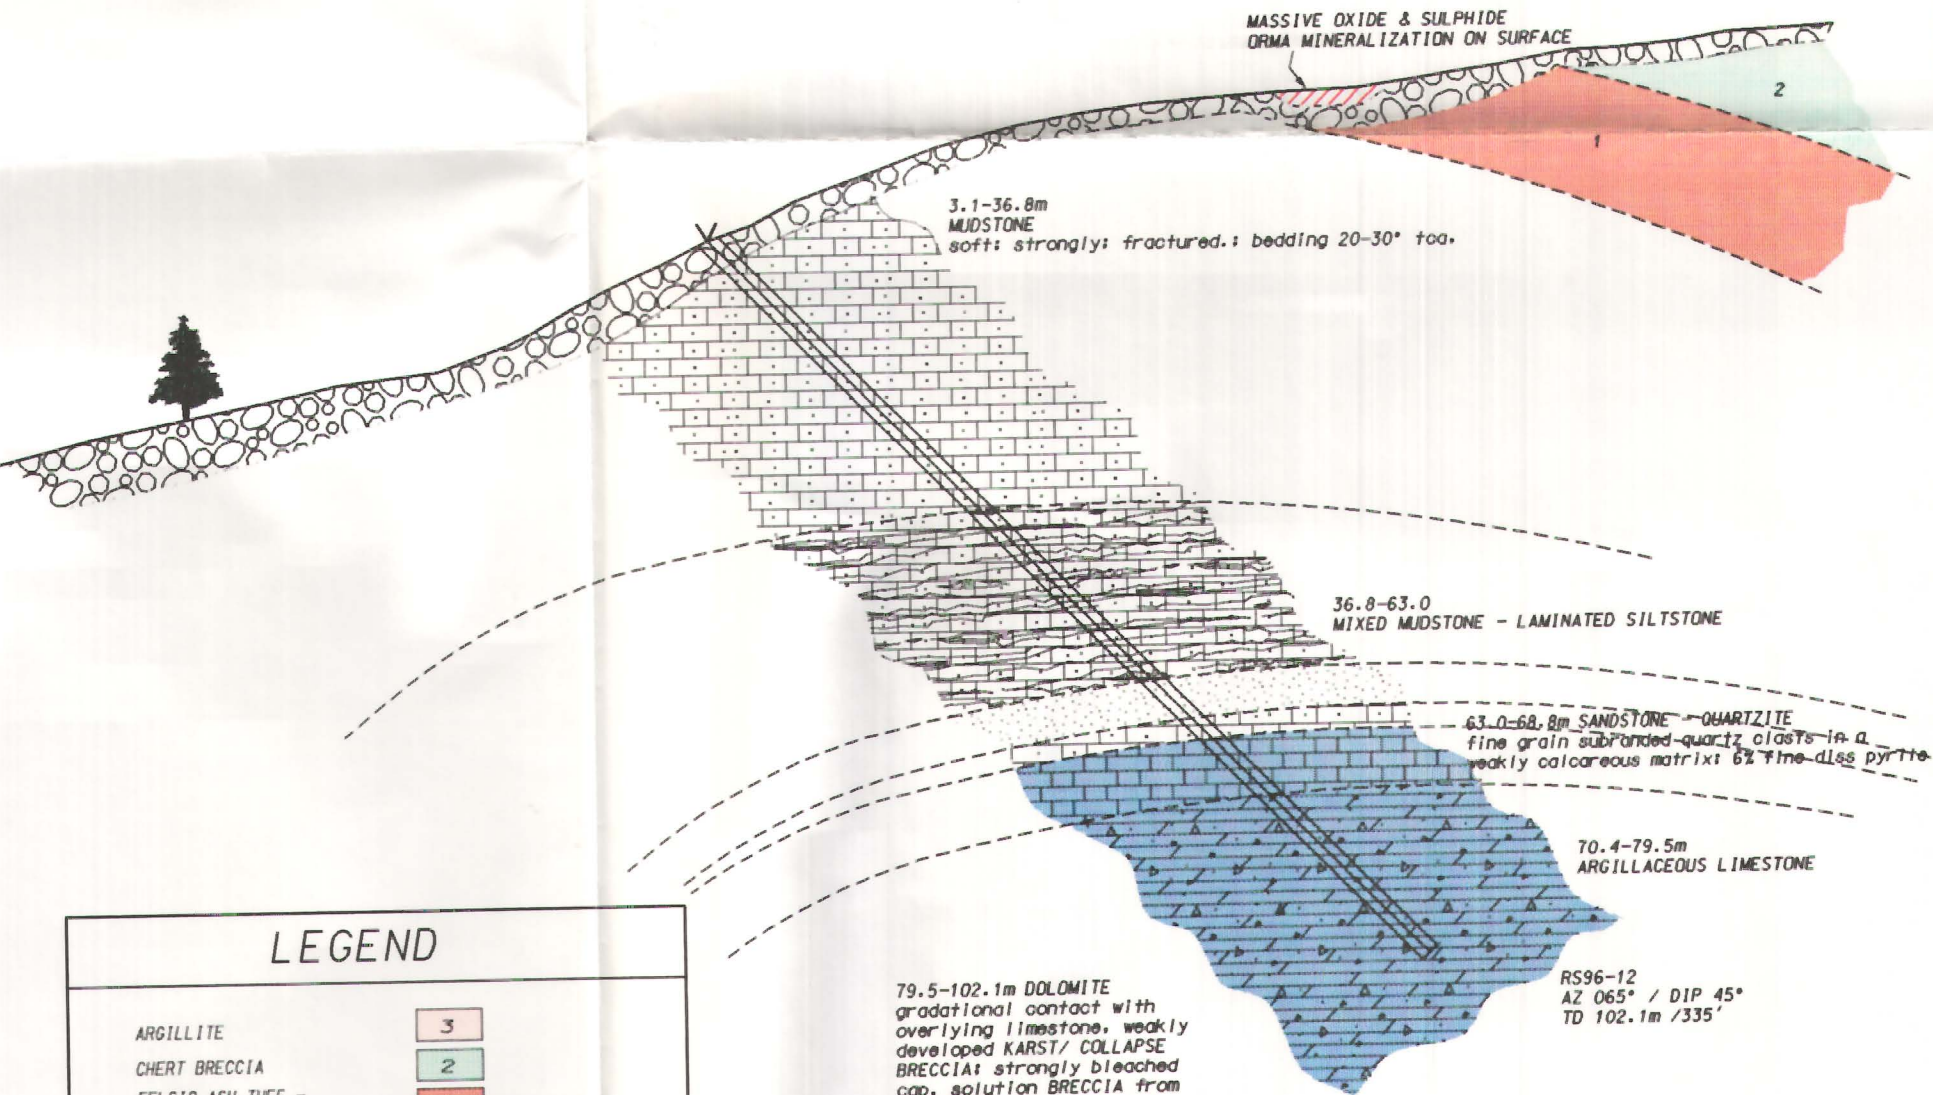 MASSIVE OXIDE & SULPHIDE
ORMA MINERALIZATION ON SURFACE
2
1
3.1-36.8m
MUDSTONE
soft; strongly; fractured.; bedding 20-30° tca.
36.8-63.0
MIXED MUDSTONE - LAMINATED SILTSTONE
63.0-68.8m SANDSTONE - QUARTZITE
fine grain subranded-quartz clasts in a
weakly calcareous matrix; 6% fine diss pyrite
70.4-79.5m
ARGILLACEOUS LIMESTONE
RS96-12
AZ 065° / DIP 45°
TD 102.1m /335'
79.5-102.1m DOLOMITE
gradational contact with
overlying limestone, weakly
developed KARST/ COLLAPSE
BRECCIA; strongly bleached
cap, solution BRECCIA from
LEGEND
ARGILLITE 3
CHERT BRECCIA 2
FELSIC ASH TUFF -